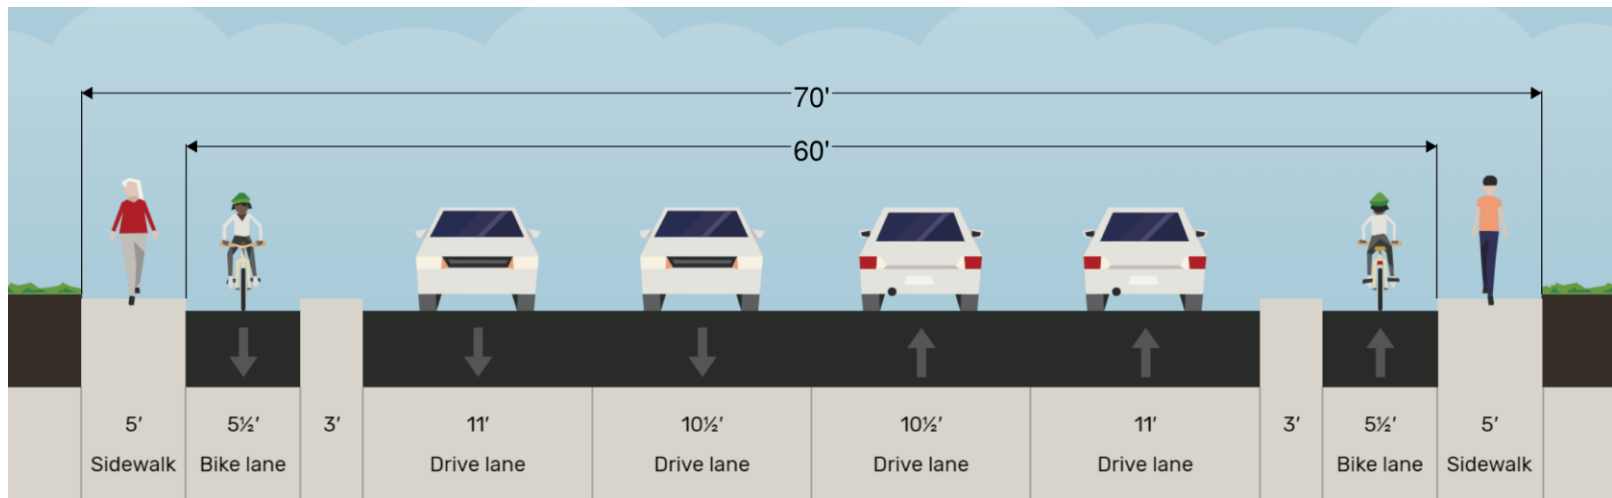 70'
60'
5' 5½' 3' 11' 10½' 10½' 11' 3' 5½' 5'
Sidewalk Bike lane Drive lane Drive lane Drive lane Drive lane Bike lane Sidewalk